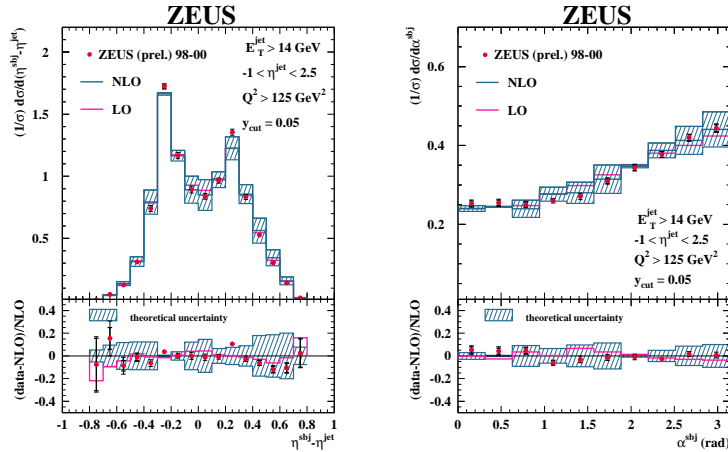 ZEUS
(1/σ) dσ/d(η^sbj-η^jet)
2
1.5
1
0.5
ZEUS (prel.) 98-00
NLO
LO
E_T^jet > 14 GeV
-1 < η^jet < 2.5
Q² > 125 GeV²
y_cut = 0.05
(data-NLO)/NLO
0.4
0.2
0
-0.2
-0.4
theoretical uncertainty
-1 -0.8 -0.6 -0.4 -0.2 0 0.2 0.4 0.6 0.8 1
η^sbj-η^jet
ZEUS
(1/σ) dσ/dα^sbj
0.6
0.4
0.2
ZEUS (prel.) 98-00
NLO
LO
E_T^jet > 14 GeV
-1 < η^jet < 2.5
Q² > 125 GeV²
y_cut = 0.05
(data-NLO)/NLO
0.4
0.2
0
-0.2
-0.4
theoretical uncertainty
0 0.5 1 1.5 2 2.5 3
α^sbj (rad)